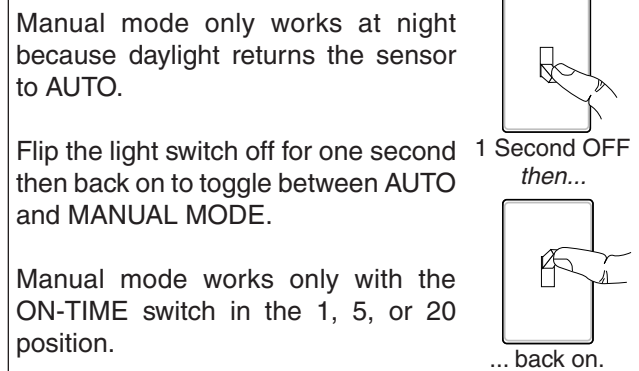 Manual mode only works at night
because daylight returns the sensor
to AUTO.
Flip the light switch off for one second
then back on to toggle between AUTO
and MANUAL MODE.
Manual mode works only with the
ON-TIME switch in the 1, 5, or 20
position.
1 Second OFF
then...
... back on.